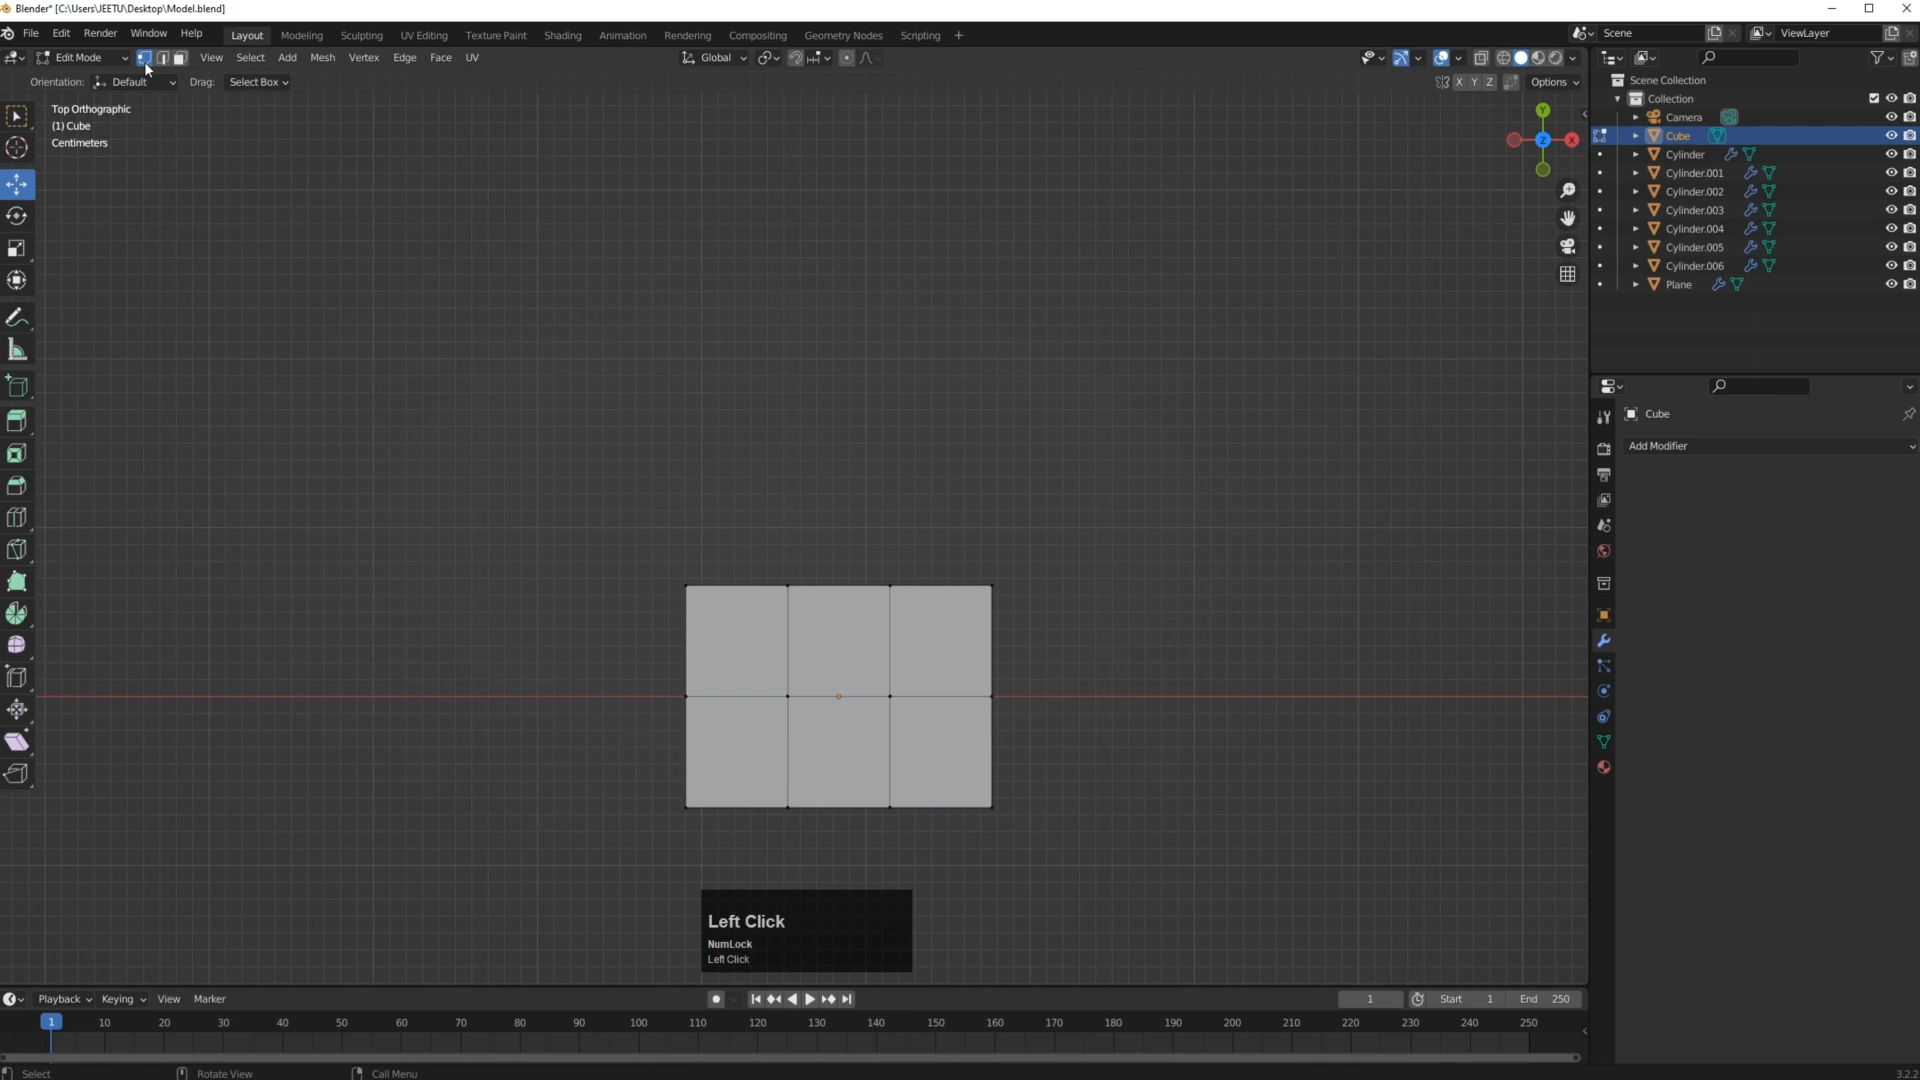 Blender* [C:\Users\JEETU\Desktop\Model.blend]
File Edit Render Window Help Layout Modeling Sculpting UV Editing Texture Paint Shading Animation Rendering Compositing Geometry Nodes Scripting + Scene ViewLayer
Edit Mode View Select Add Mesh Vertex Edge Face UV Global
Orientation: Default Drag: Select Box X Y Z Options
Top Orthographic
(1) Cube
Centimeters
Y
Z X
Scene Collection
Collection
Camera
Cube
Cylinder
Cylinder.001
Cylinder.002
Cylinder.003
Cylinder.004
Cylinder.005
Cylinder.006
Plane
Cube
Add Modifier
Left Click
NumLock
Left Click
Playback Keying View Marker 1 Start 1 End 250
1 10 20 30 40 50 60 70 80 90 100 110 120 130 140 150 160 170 180 190 200 210 220 230 240 250
Select Rotate View Call Menu 3.2.2